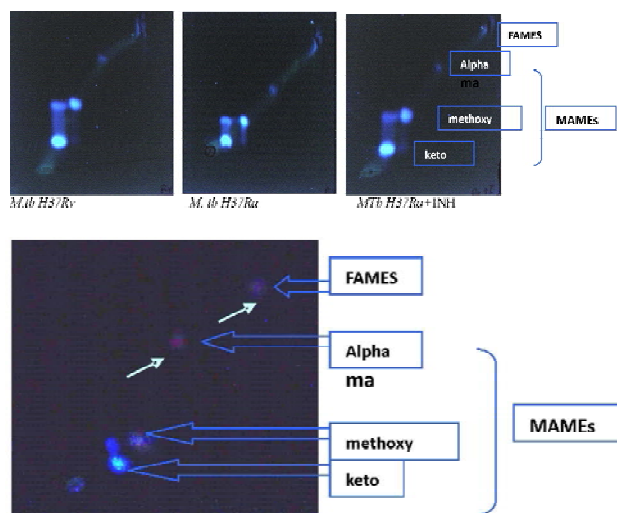 FAMES
Alpha
ma
methoxy
MAMEs
keto
M.tb H37Rv
M. tb H37Ra
MTb H37Ra+INH
FAMES
Alpha
ma
methoxy
MAMEs
keto